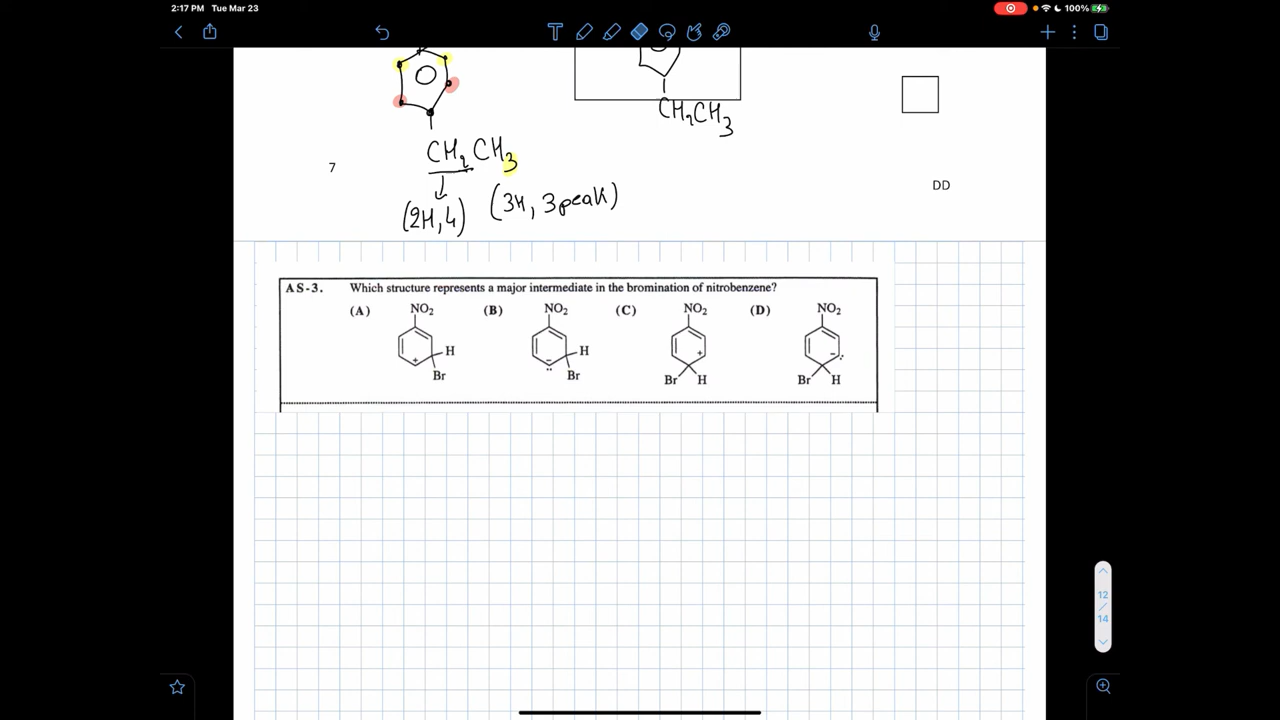 2:17 PM Tue Mar 23
100%
CH2CH3
CH2CH3
7
DD
(2H,4) (3H, 3peak)
AS-3. Which structure represents a major intermediate in the bromination of nitrobenzene?
(A) NO2 (B) NO2 (C) NO2 (D) NO2
+ H Br
– H Br
+ Br H
– Br H
12
/
14